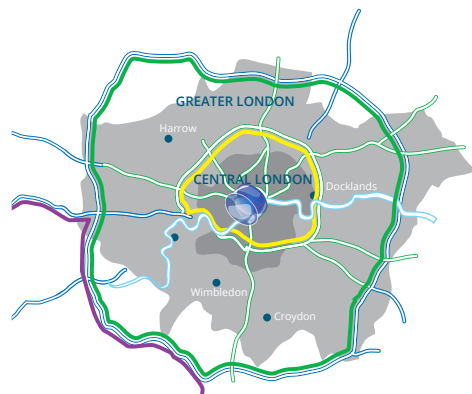 GREATER LONDON
Harrow
CENTRAL LONDON
Docklands
Wimbledon
Croydon